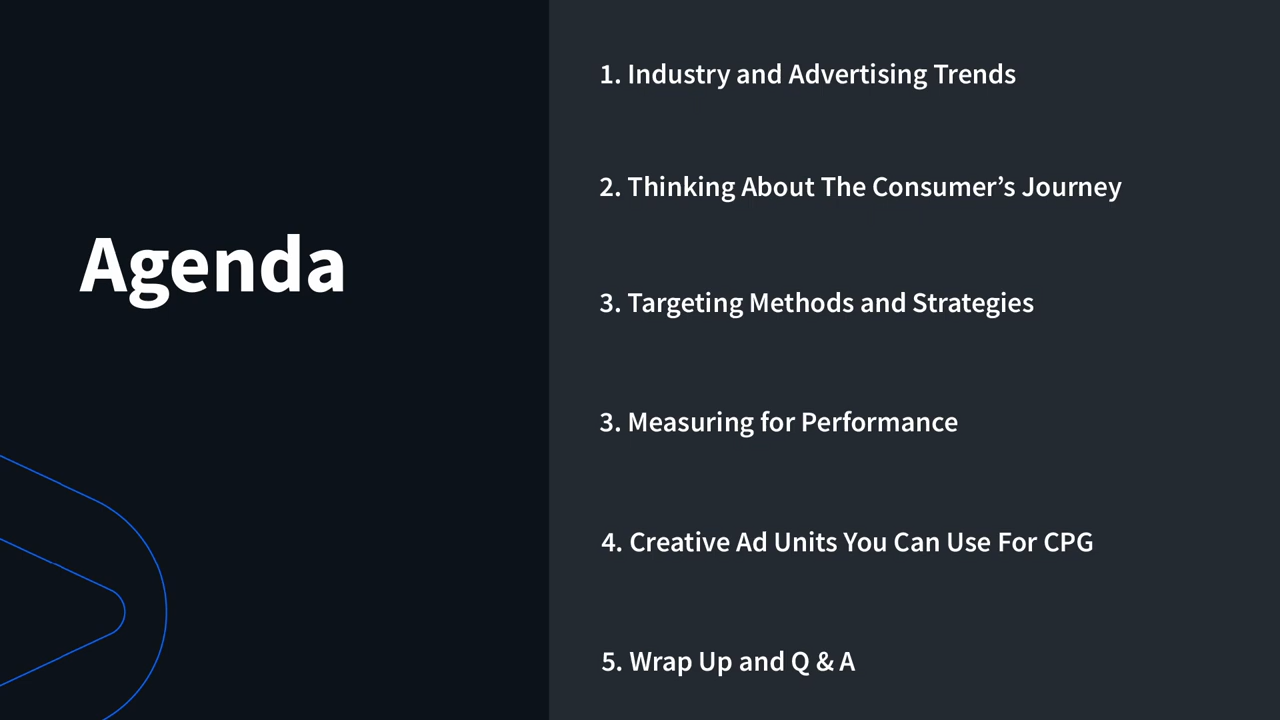 Agenda
1. Industry and Advertising Trends
2. Thinking About The Consumer’s Journey
3. Targeting Methods and Strategies
3. Measuring for Performance
4. Creative Ad Units You Can Use For CPG
5. Wrap Up and Q & A